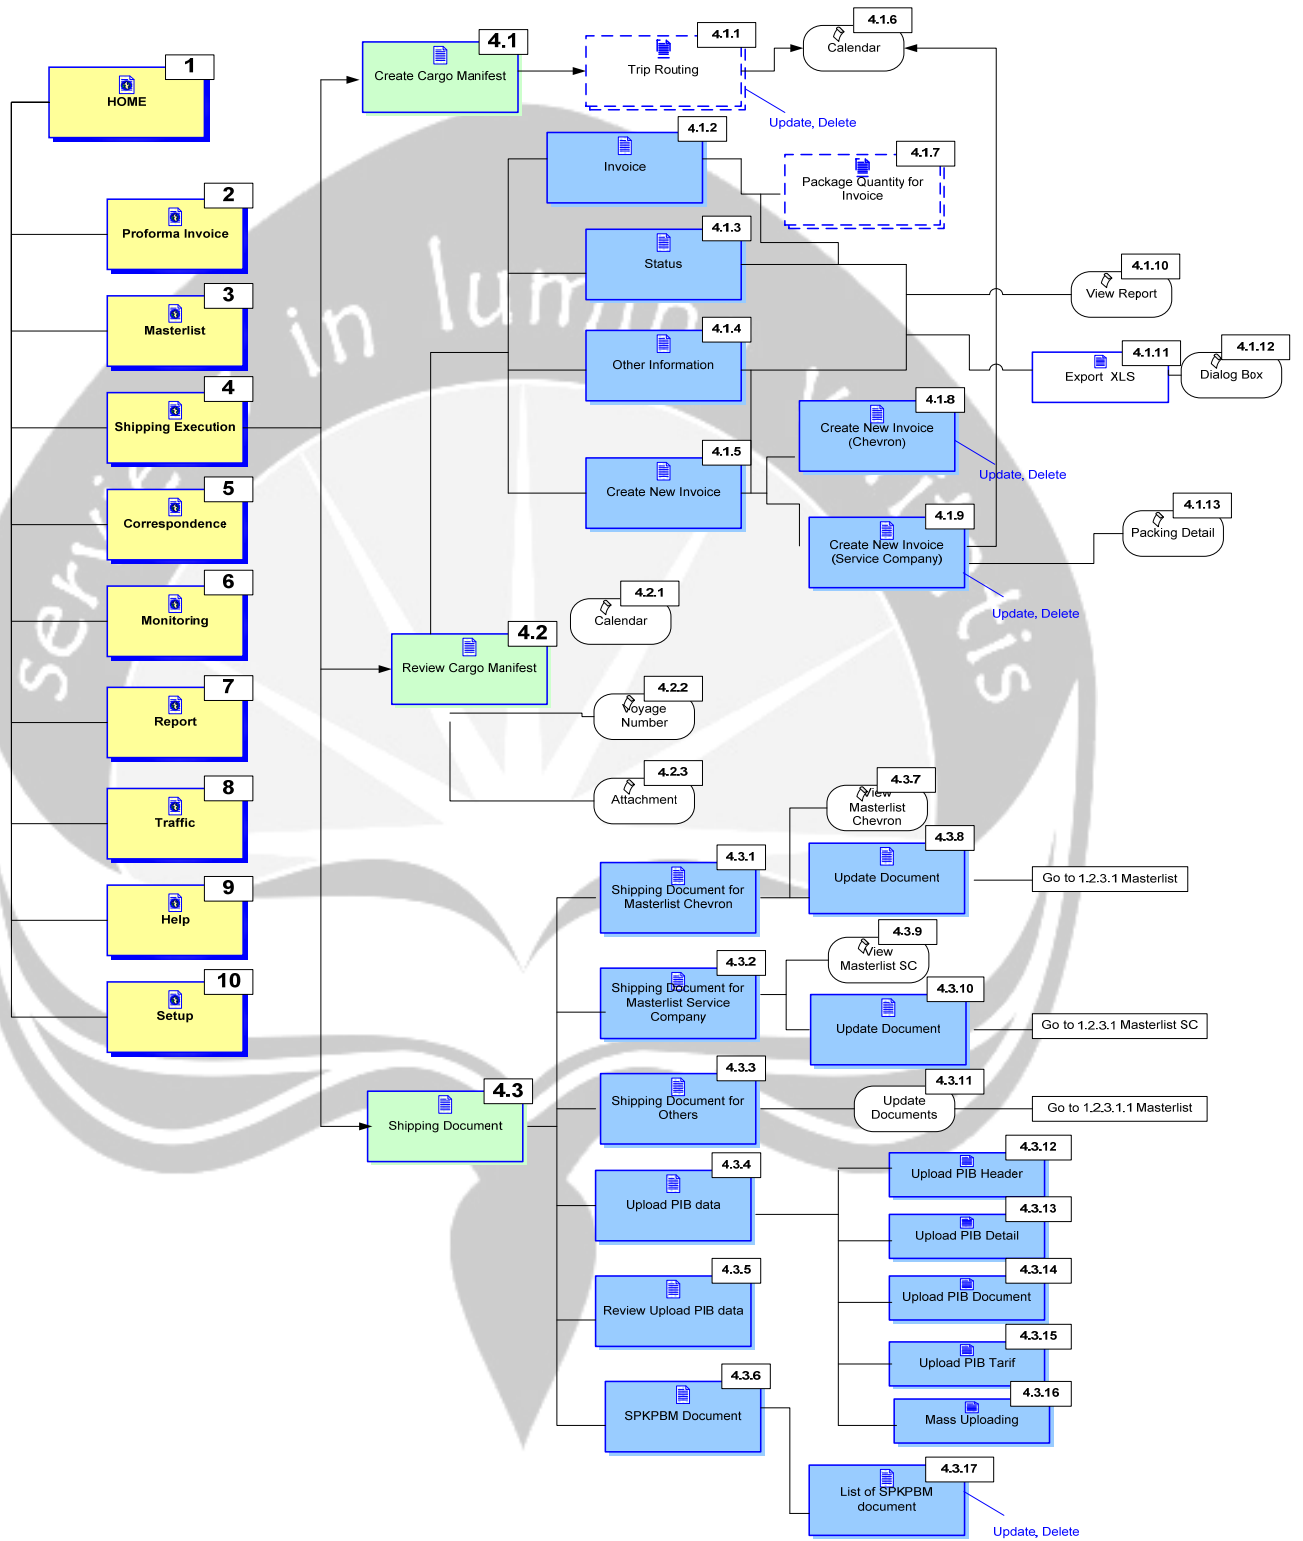 1
HOME
2
Proforma Invoice
3
Masterlist
4
Shipping Execution
5
Correspondence
6
Monitoring
7
Report
8
Traffic
9
Help
10
Setup
4.1
Create Cargo Manifest
4.1.1
Trip Routing
Update, Delete
4.1.6
Calendar
4.1.2
Invoice
4.1.7
Package Quantity for
Invoice
4.1.3
Status
4.1.4
Other Information
4.1.10
View Report
4.1.11
Export XLS
4.1.12
Dialog Box
4.1.5
Create New Invoice
4.1.8
Create New Invoice
(Chevron)
Update, Delete
4.1.9
Create New Invoice
(Service Company)
Update, Delete
4.1.13
Packing Detail
4.2
Review Cargo Manifest
4.2.1
Calendar
4.2.2
Voyage
Number
4.2.3
Attachment
4.3
Shipping Document
4.3.1
Shipping Document for
Masterlist Chevron
4.3.7
View
Masterlist
Chevron
4.3.8
Update Document
Go to 1.2.3.1 Masterlist
4.3.2
Shipping Document for
Masterlist Service
Company
4.3.9
View
Masterlist SC
4.3.10
Update Document
Go to 1.2.3.1 Masterlist SC
4.3.3
Shipping Document for
Others
4.3.11
Update
Documents
Go to 1.2.3.1.1 Masterlist
4.3.4
Upload PIB data
4.3.12
Upload PIB Header
4.3.13
Upload PIB Detail
4.3.14
Upload PIB Document
4.3.15
Upload PIB Tarif
4.3.16
Mass Uploading
4.3.5
Review Upload PIB data
4.3.6
SPKPBM Document
4.3.17
List of SPKPBM
document
Update, Delete